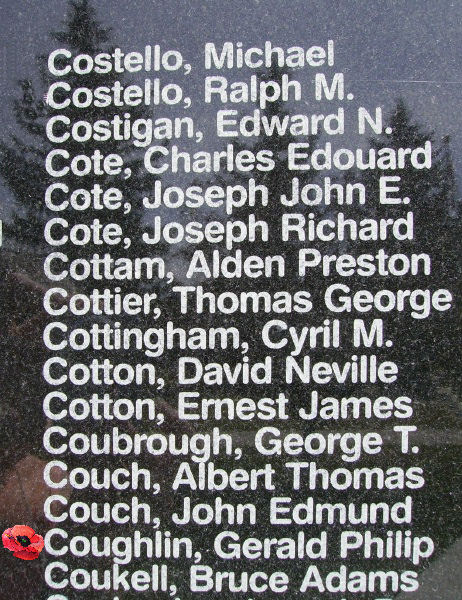 Costello, Michael
Costello, Ralph M.
Costigan, Edward N.
Cote, Charles Edouard
Cote, Joseph John E.
Cote, Joseph Richard
Cottam, Alden Preston
Cottier, Thomas George
Cottingham, Cyril M.
Cotton, David Neville
Cotton, Ernest James
Coubrough, George T.
Couch, Albert Thomas
Couch, John Edmund
Coughlin, Gerald Philip
Coukell, Bruce Adams